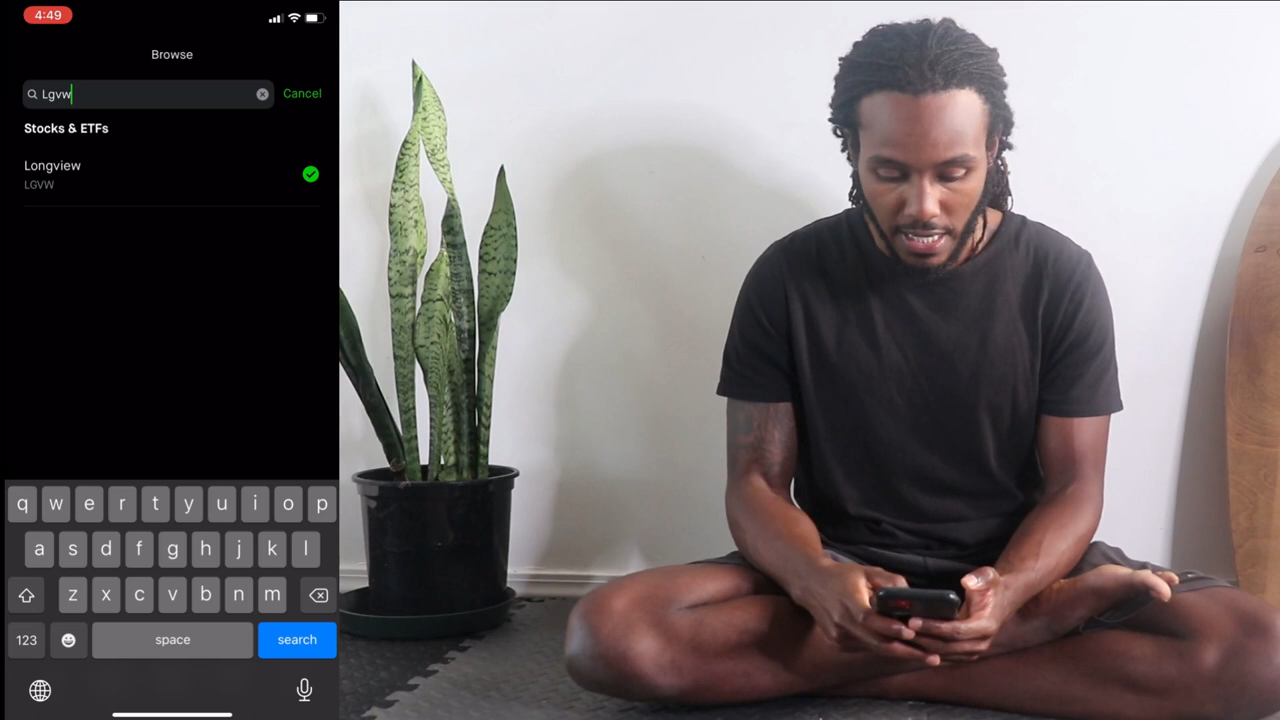 4:49
Browse
Lgvw
Cancel
Stocks & ETFs
Longview
LGVW
q w e r t y u i o p
a s d f g h j k l
z x c v b n m
123 space search